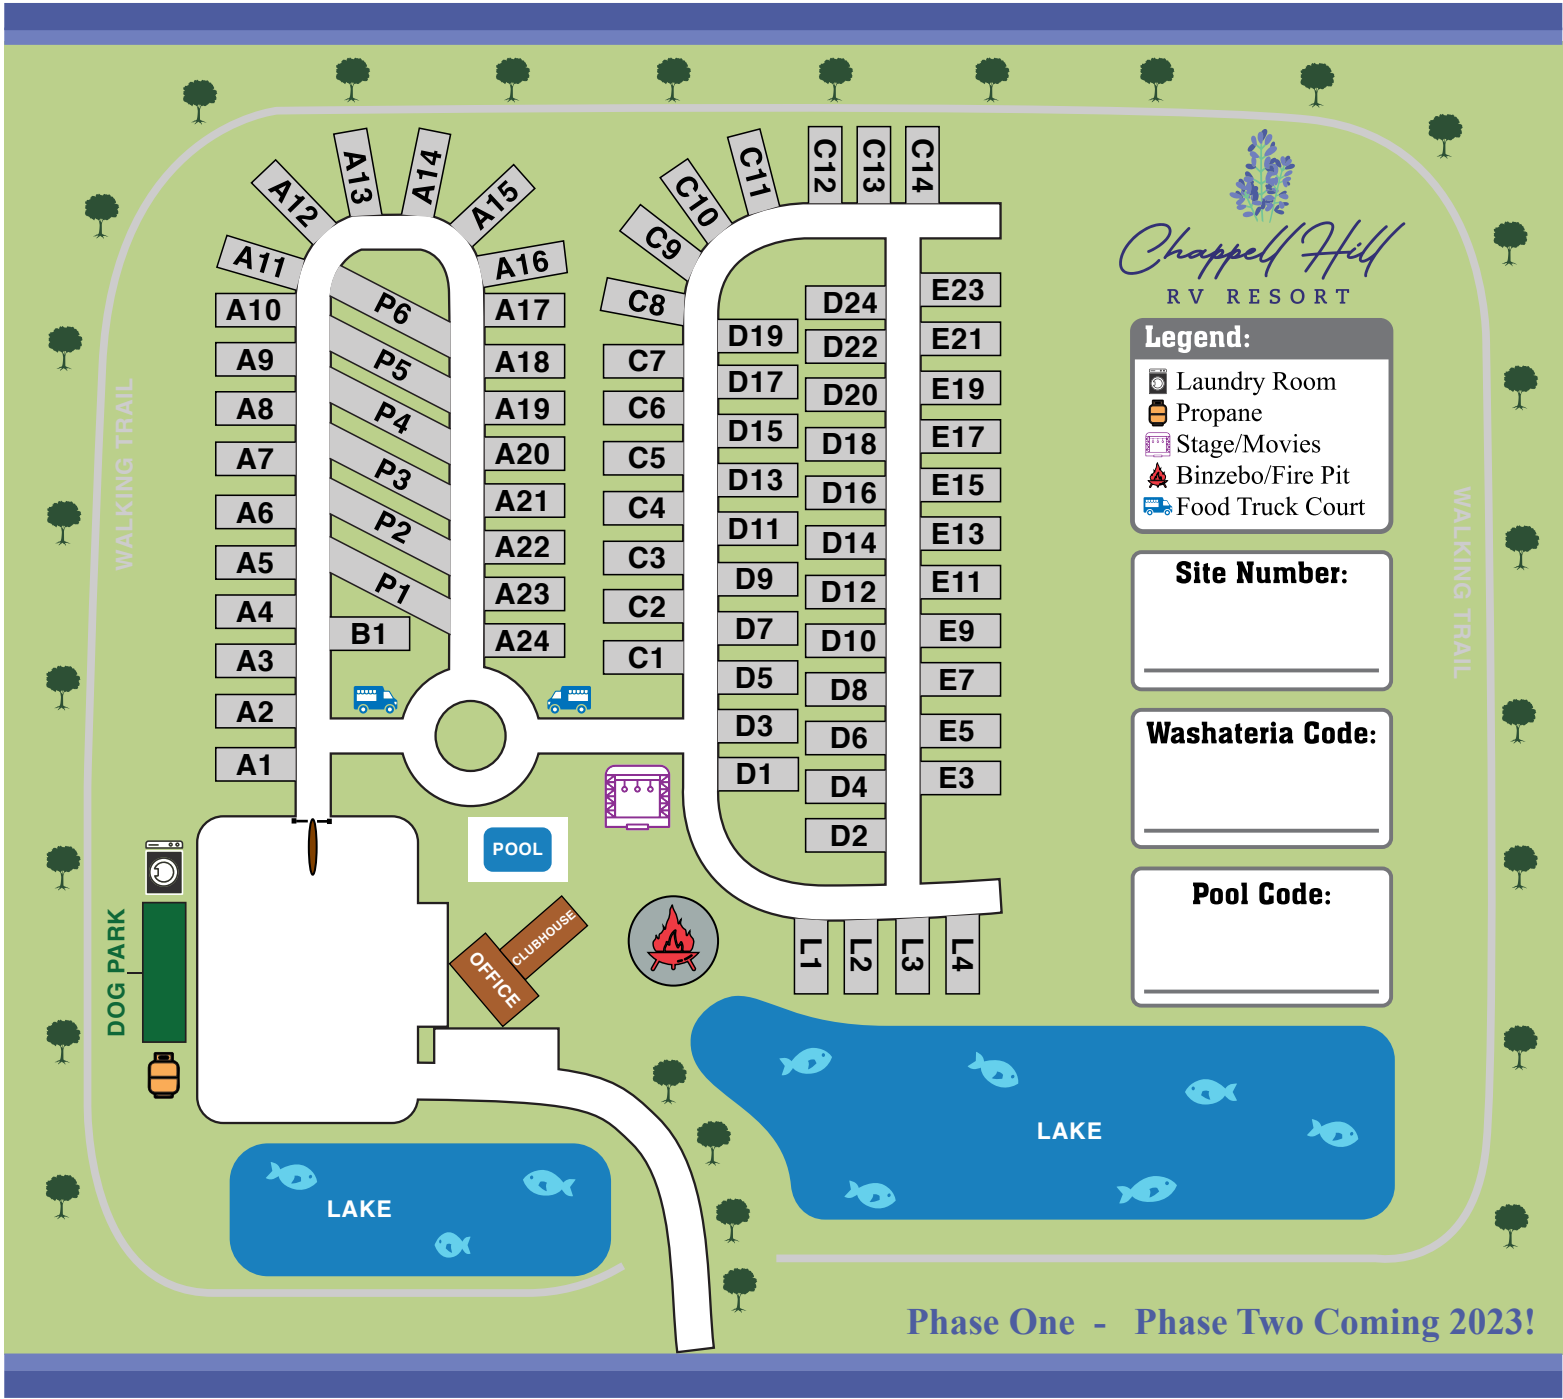 A13
A14
C11
C12
C13
C14
A12
A15
C10
C9
A11
A16
C8
A10
P6
A17
E23
D24
A9
P5
A18
C7
D19
D22
E21
A8
P4
A19
C6
D17
D20
E19
A7
P3
A20
C5
D15
D18
E17
A6
P2
A21
C4
D13
D16
E15
A5
P1
A22
C3
D11
D14
E13
A4
B1
A23
C2
D9
D12
E11
A3
A24
C1
D7
D10
E9
A2
D5
D8
E7
A1
D3
D6
E5
D1
D4
E3
D2
WALKING TRAIL
POOL
CLUBHOUSE
OFFICE
DOG PARK
L1
L2
L3
L4
LAKE
LAKE
Chappell Hill
RV RESORT
Legend:
Laundry Room
Propane
Stage/Movies
Binzebo/Fire Pit
Food Truck Court
Site Number:
Washateria Code:
Pool Code:
WALKING TRAIL
Phase One - Phase Two Coming 2023!